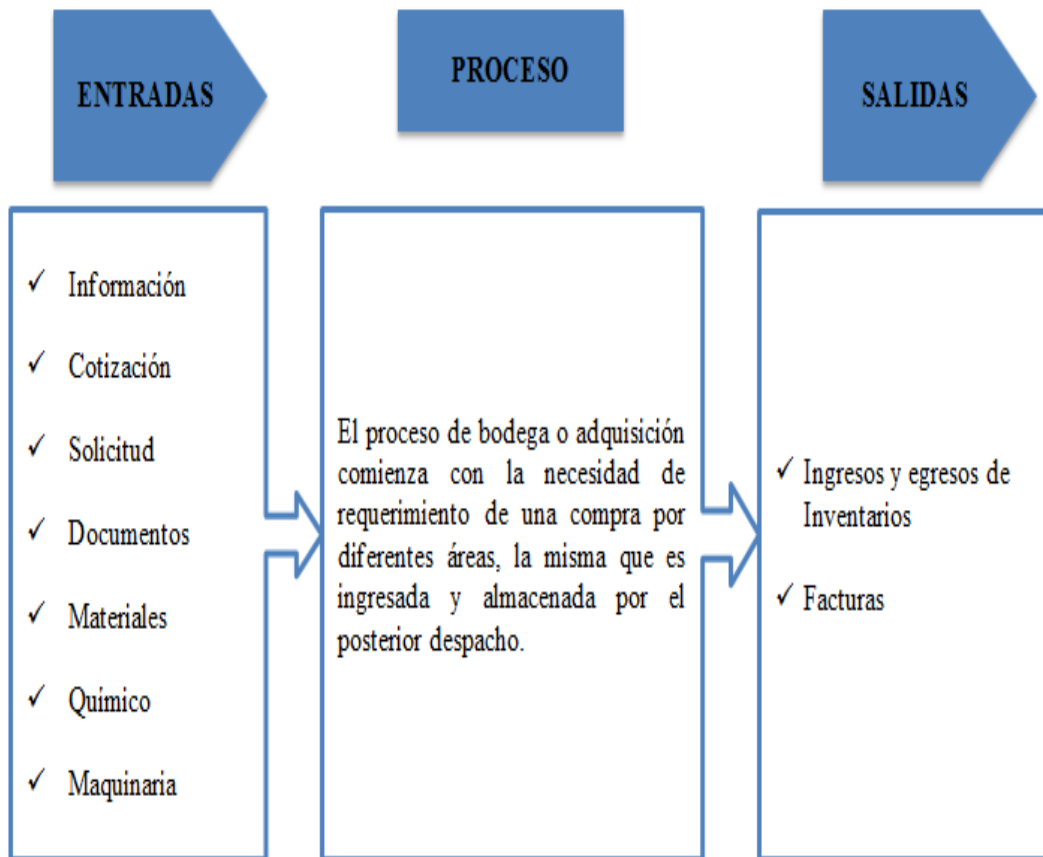 ENTRADAS
PROCESO
SALIDAS
✓ Información
✓ Cotización
✓ Solicitud
✓ Documentos
✓ Materiales
✓ Químico
✓ Maquinaria
El proceso de bodega o adquisición
comienza con la necesidad de
requerimiento de una compra por
diferentes áreas, la misma que es
ingresada y almacenada por el
posterior despacho.
✓ Ingresos y egresos de
Inventarios
✓ Facturas